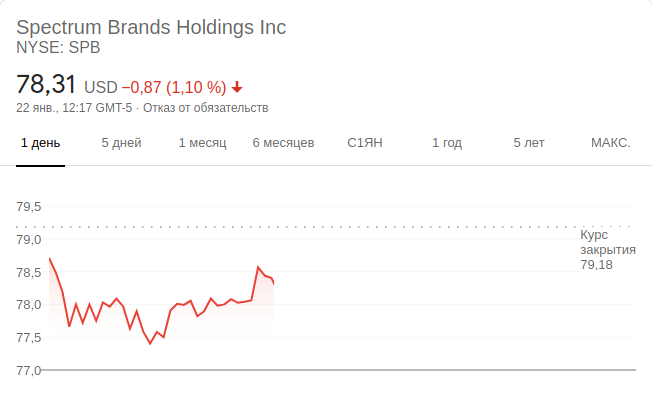 Spectrum Brands Holdings Inc
NYSE: SPB
78,31 USD −0,87 (1,10 %)
22 янв., 12:17 GMT-5 · Отказ от обязательств
1 день 5 дней 1 месяц 6 месяцев С1ЯН 1 год 5 лет МАКС.
79,5
79,0
78,5
78,0
77,5
77,0
Курс
закрытия
79,18